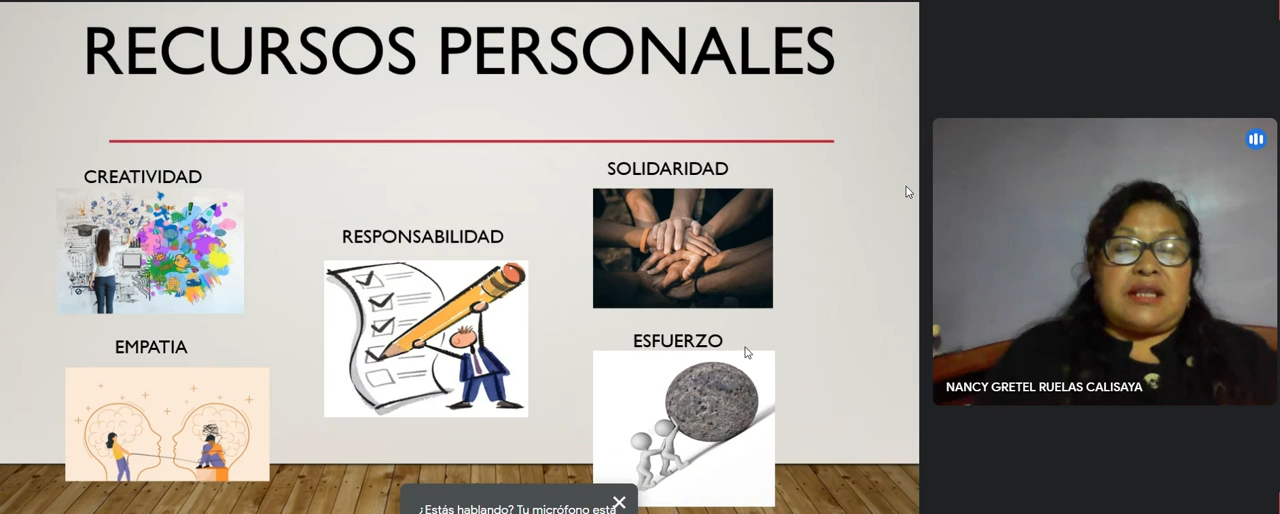 RECURSOS PERSONALES
CREATIVIDAD
SOLIDARIDAD
RESPONSABILIDAD
EMPATIA
ESFUERZO
NANCY GRETEL RUELAS CALISAYA
¿Estás hablando? Tu micrófono está